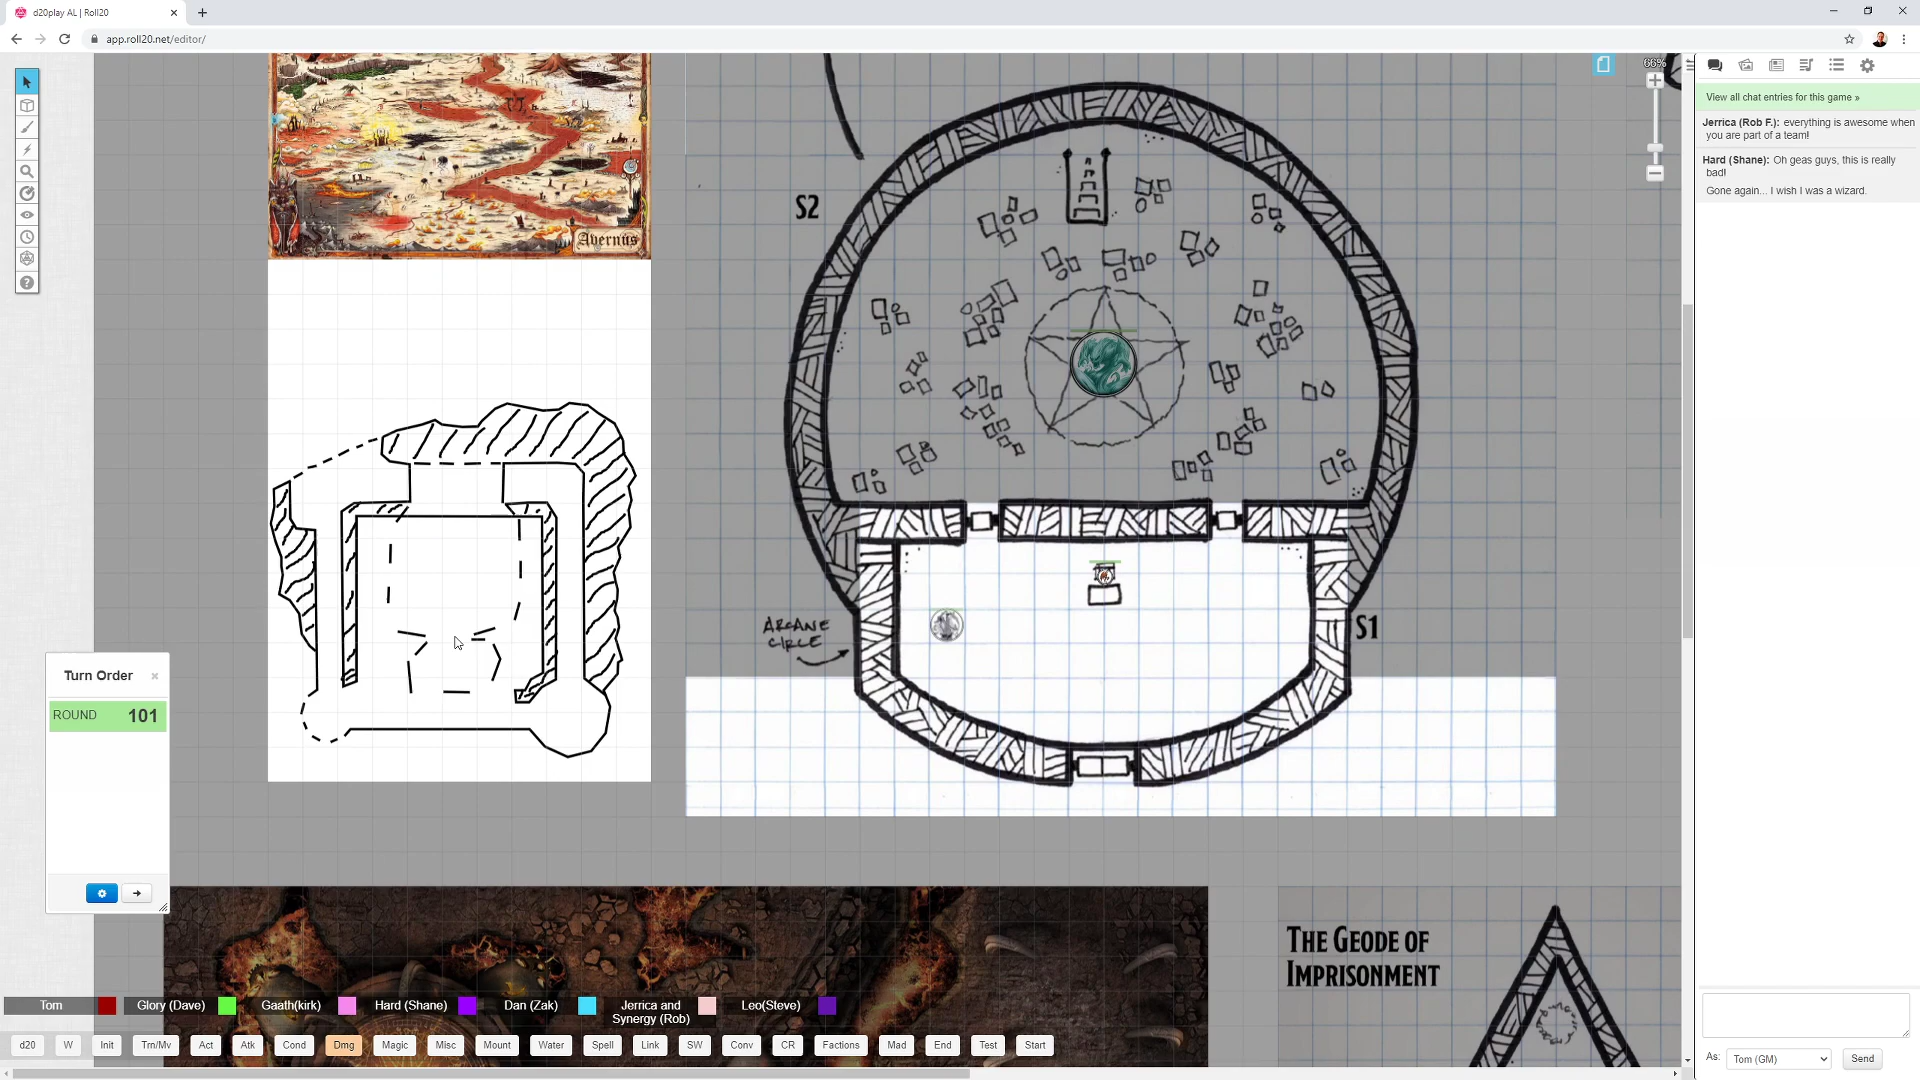 d20play AL | Roll20
app.roll20.net/editor/
66%
View all chat entries for this game »
Jerrica (Rob F.): everything is awesome when
you are part of a team!
Hard (Shane): Oh geas guys, this is really
bad!
Gone again... I wish I was a wizard.
Avernus
S2
ARCANE
CIRCLE
S1
Turn Order
ROUND 101
THE GEODE OF
IMPRISONMENT
Tom
Glory (Dave)
Gaath(kirk)
Hard (Shane)
Dan (Zak)
Jerrica and
Synergy (Rob)
Leo(Steve)
d20 W Init Trn/Mv Act Atk Cond Dmg Magic Misc Mount Water Spell Link SW Conv CR Factions Mad End Test Start
As: Tom (GM) Send